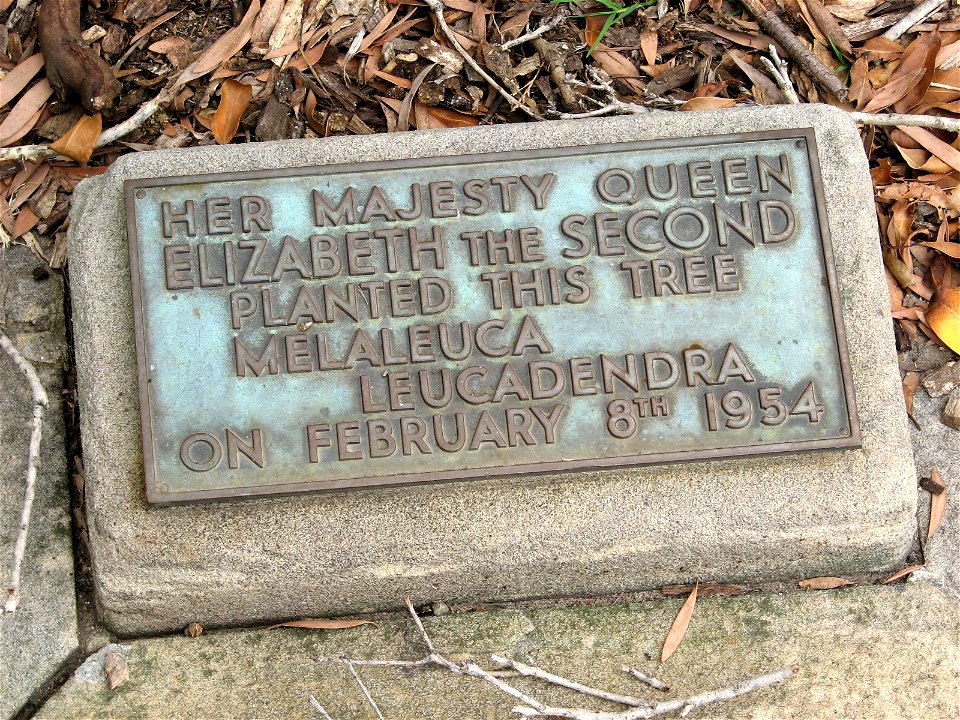 HER MAJESTY QUEEN
ELIZABETH THE SECOND
PLANTED THIS TREE
MELALEUCA
LEUCADENDRA
ON FEBRUARY 8TH 1954